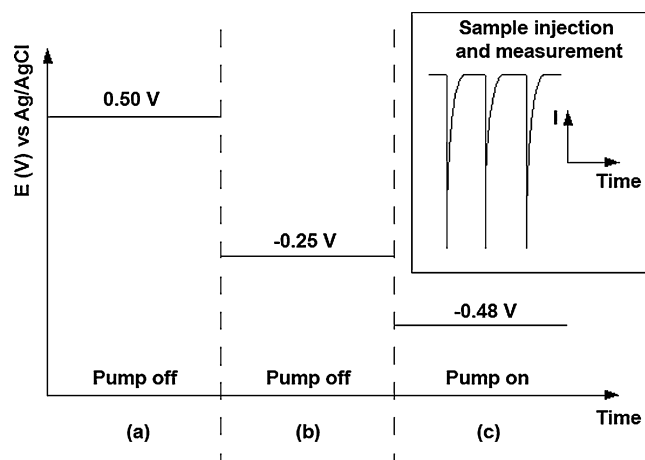 Sample injection
and measurement
I
Time
E (V) vs Ag/AgCl
0.50 V
-0.25 V
-0.48 V
Pump off
Pump off
Pump on
Time
(a)
(b)
(c)